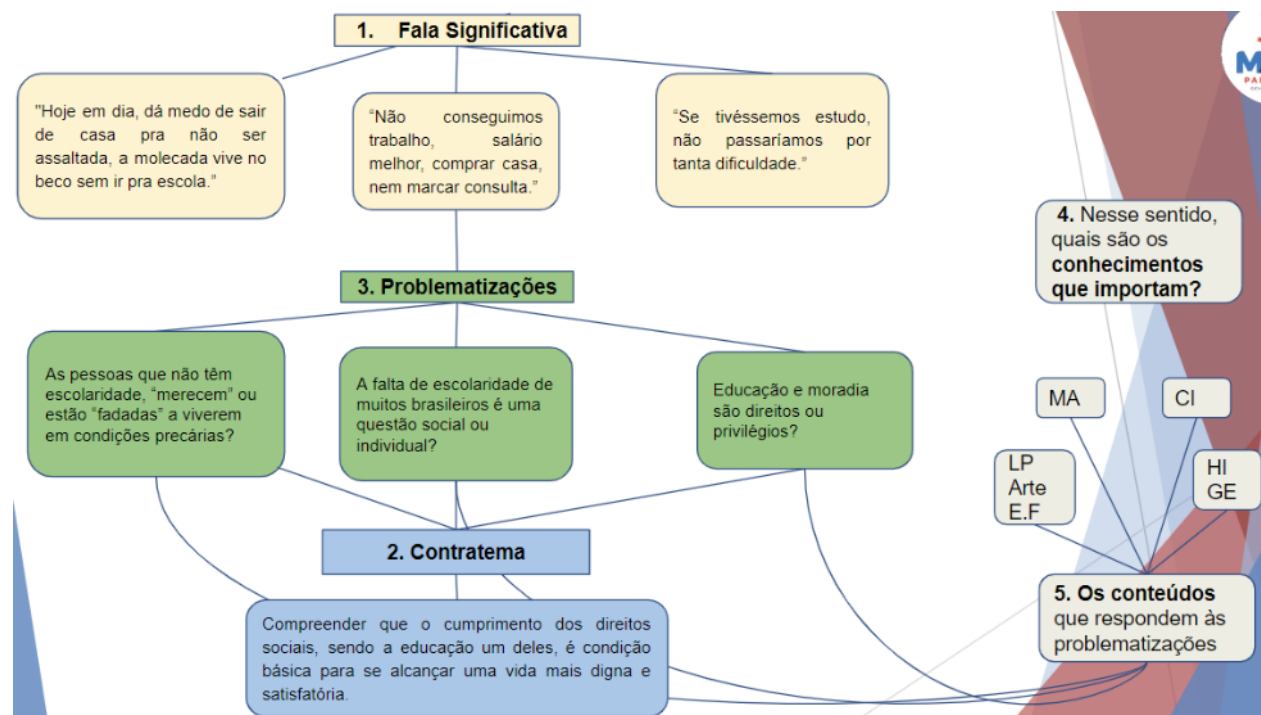 1. Fala Significativa
"Hoje em dia, dá medo de sair
de casa pra não ser
assaltada, a molecada vive no
beco sem ir pra escola."
“Não conseguimos
trabalho, salário
melhor, comprar casa,
nem marcar consulta.”
“Se tivéssemos estudo,
não passaríamos por
tanta dificuldade.”
3. Problematizações
As pessoas que não têm
escolaridade, “merecem” ou
estão “fadadas” a viverem
em condições precárias?
A falta de escolaridade de
muitos brasileiros é uma
questão social ou
individual?
Educação e moradia
são direitos ou
privilégios?
2. Contratema
Compreender que o cumprimento dos direitos
sociais, sendo a educação um deles, é condição
básica para se alcançar uma vida mais digna e
satisfatória.
4. Nesse sentido,
quais são os
conhecimentos
que importam?
MA
CI
LP
Arte
E.F
HI
GE
5. Os conteúdos
que respondem às
problematizações